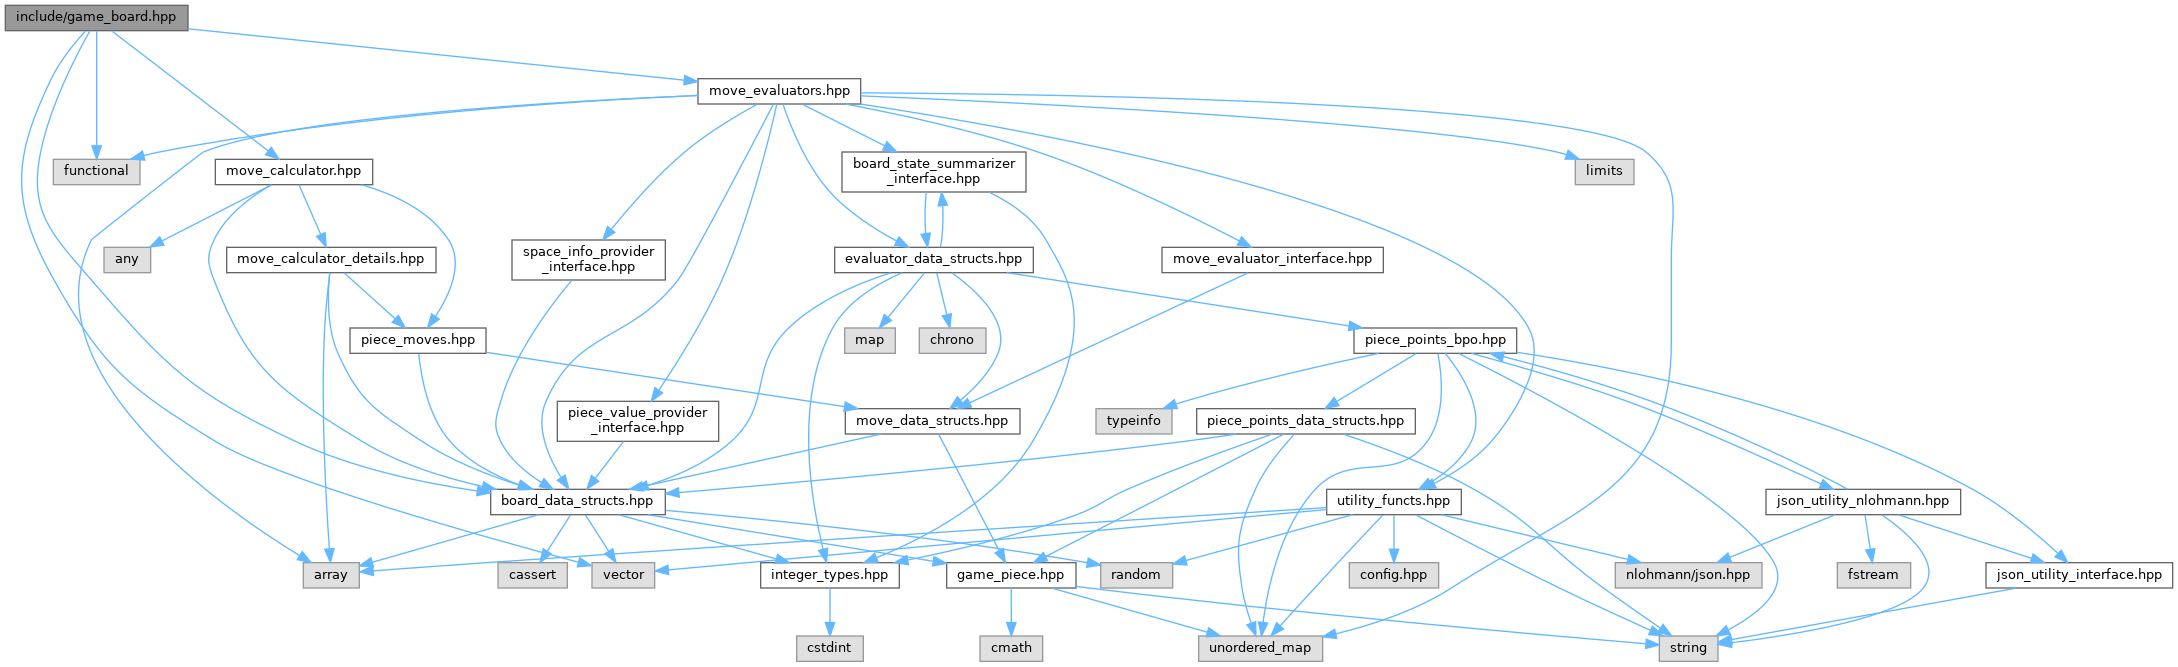 include/game_board.hpp
move_evaluators.hpp
functional
move_calculator.hpp
board_state_summarizer
_interface.hpp
limits
any
move_calculator_details.hpp
space_info_provider
_interface.hpp
evaluator_data_structs.hpp
move_evaluator_interface.hpp
piece_moves.hpp
map
chrono
piece_points_bpo.hpp
piece_value_provider
_interface.hpp
move_data_structs.hpp
typeinfo
piece_points_data_structs.hpp
board_data_structs.hpp
utility_functs.hpp
json_utility_nlohmann.hpp
array
cassert
vector
integer_types.hpp
game_piece.hpp
random
config.hpp
nlohmann/json.hpp
fstream
json_utility_interface.hpp
cstdint
cmath
unordered_map
string